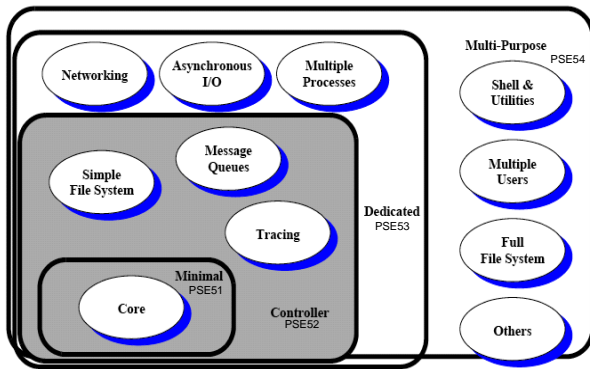 Networking
Asynchronous
I/O
Multiple
Processes
Multi-Purpose
PSE54
Shell &
Utilities
Simple
File System
Message
Queues
Multiple
Users
Tracing
Dedicated
PSE53
Full
File System
Minimal
PSE51
Core
Controller
PSE52
Others